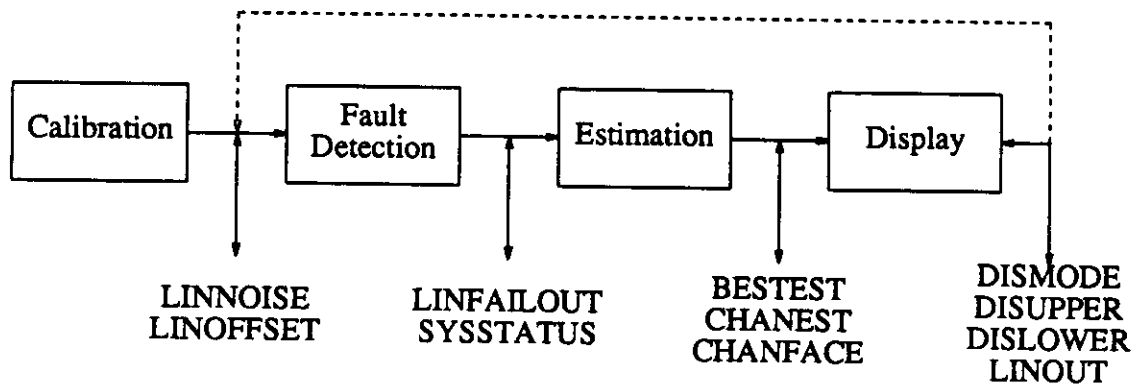 Calibration
Fault
Detection
Estimation
Display
LINNOISE
LINOFFSET
LINFAILOUT
SYSSTATUS
BESTEST
CHANEST
CHANFACE
DISMODE
DISUPPER
DISLOWER
LINOUT